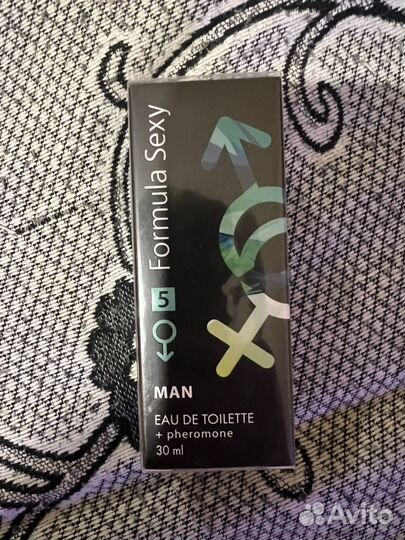 5 Formula Sexy
MAN
EAU DE TOILETTE
+ pheromone
30 ml
Avito